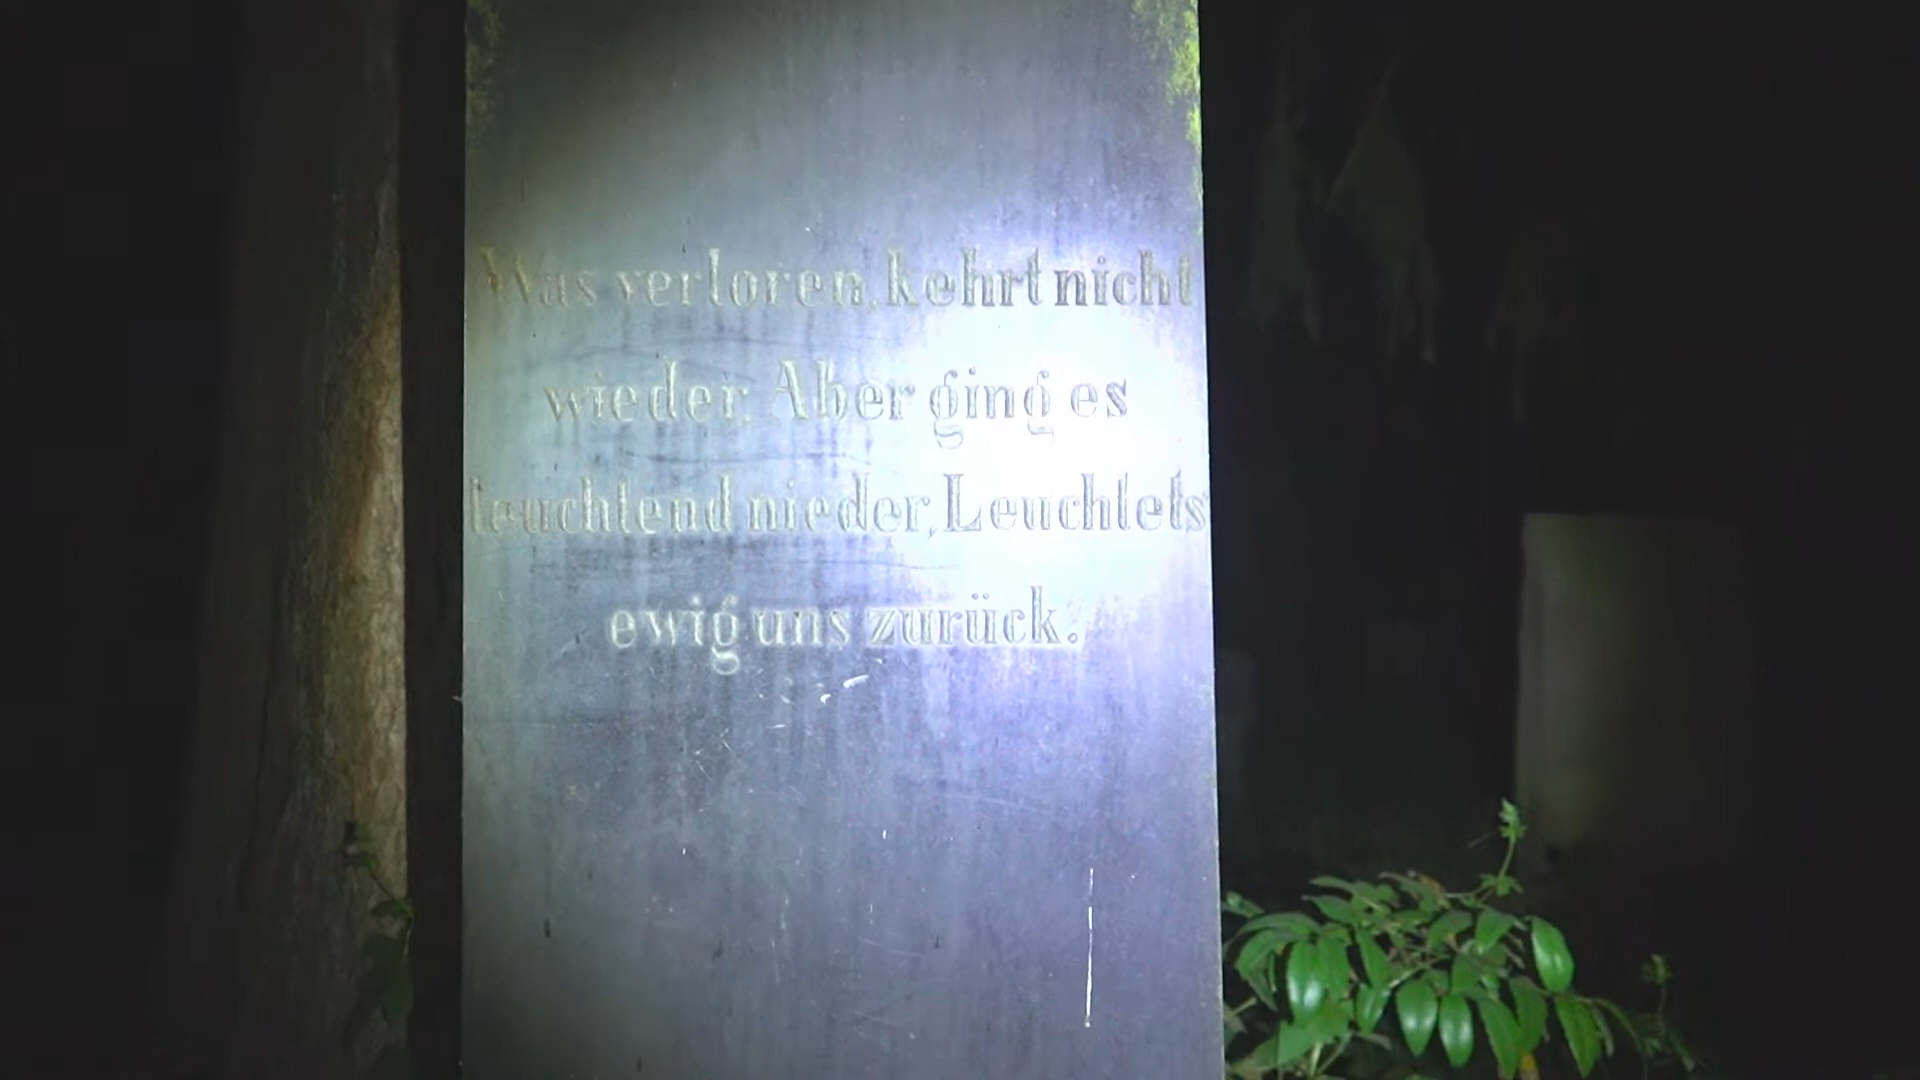 Was verloren, kehrt nicht
wieder. Aber ging es
leuchtend nieder, Leuchtets
ewig uns zurück.